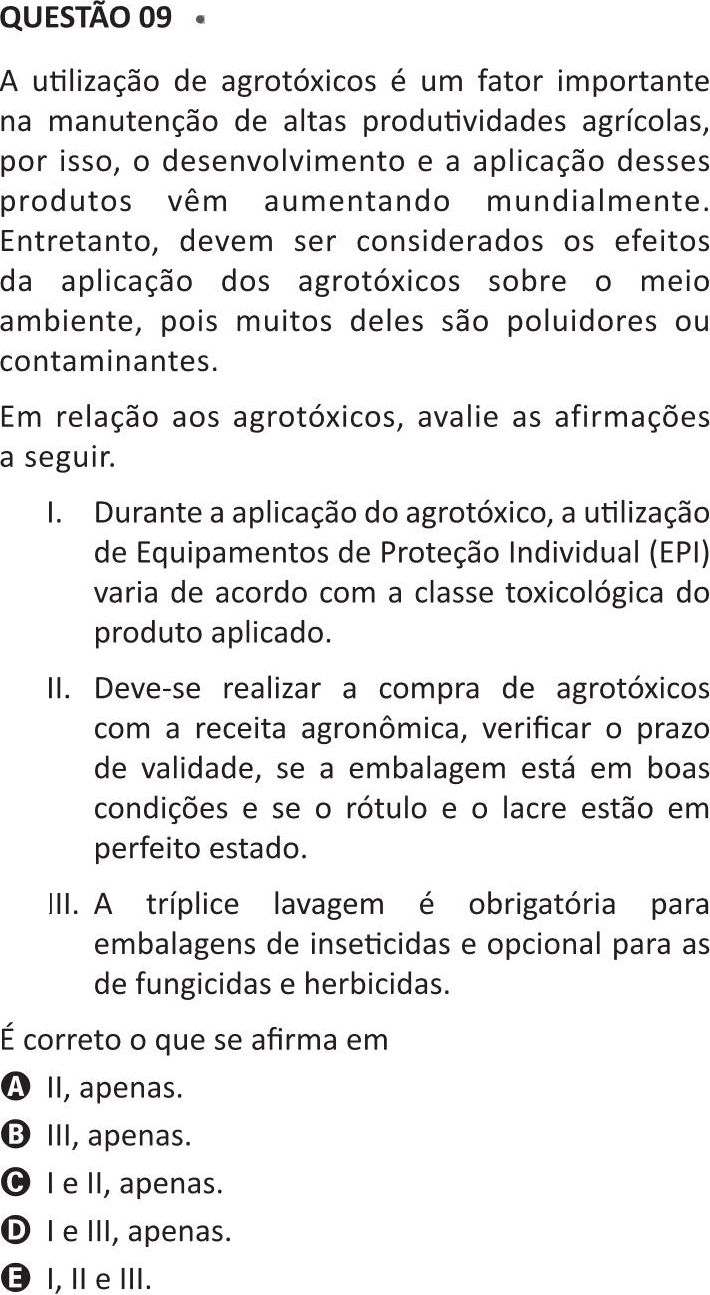 QUESTÃO 09
A utilização de agrotóxicos é um fator importante
na manutenção de altas produtividades agrícolas,
por isso, o desenvolvimento e a aplicação desses
produtos vêm aumentando mundialmente.
Entretanto, devem ser considerados os efeitos
da aplicação dos agrotóxicos sobre o meio
ambiente, pois muitos deles são poluidores ou
contaminantes.
Em relação aos agrotóxicos, avalie as afirmações
a seguir.
I. Durante a aplicação do agrotóxico, a utilização
de Equipamentos de Proteção Individual (EPI)
varia de acordo com a classe toxicológica do
produto aplicado.
II. Deve-se realizar a compra de agrotóxicos
com a receita agronômica, verificar o prazo
de validade, se a embalagem está em boas
condições e se o rótulo e o lacre estão em
perfeito estado.
III. A tríplice lavagem é obrigatória para
embalagens de inseticidas e opcional para as
de fungicidas e herbicidas.
É correto o que se afirma em
A II, apenas.
B III, apenas.
C I e II, apenas.
D I e III, apenas.
E I, II e III.